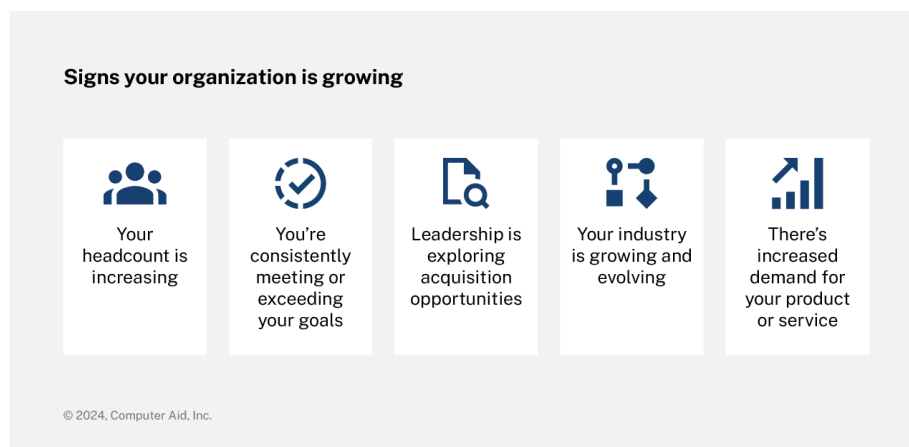 Signs your organization is growing
Your
headcount is
increasing
You're
consistently
meeting or
exceeding
your goals
Leadership is
exploring
acquisition
opportunities
Your industry
is growing and
evolving
There's
increased
demand for
your product
or service
© 2024, Computer Aid, Inc.